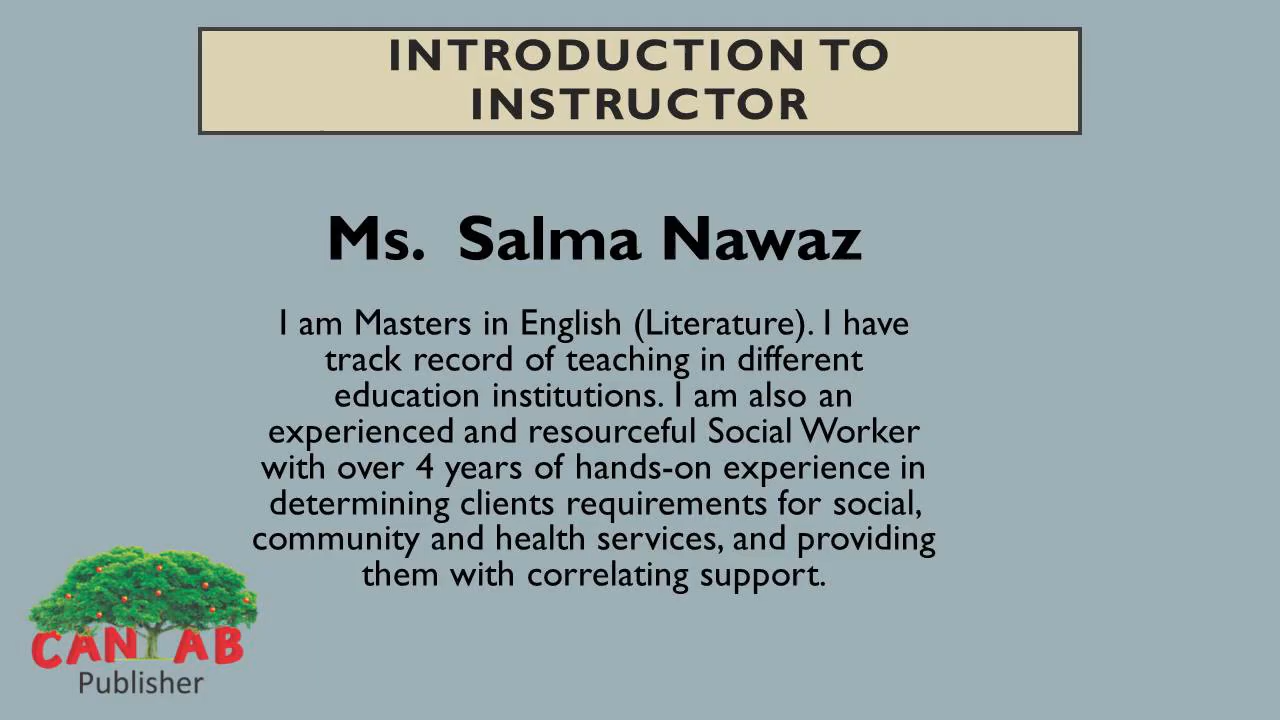 INTRODUCTION TO
INSTRUCTOR
Ms. Salma Nawaz
I am Masters in English (Literature). I have
track record of teaching in different
education institutions. I am also an
experienced and resourceful Social Worker
with over 4 years of hands-on experience in
determining clients requirements for social,
community and health services, and providing
them with correlating support.
CANTAB
Publisher